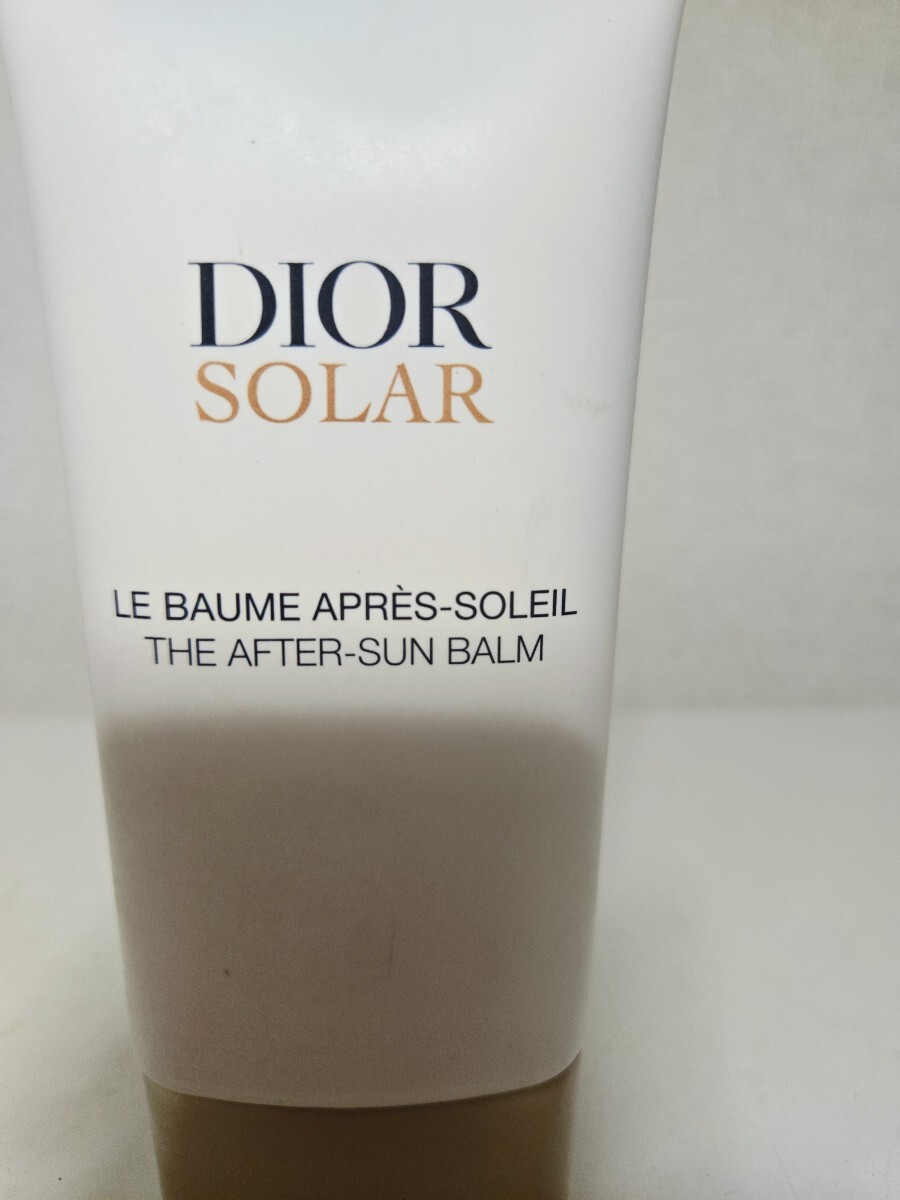 DIOR
SOLAR
LE BAUME APRÈS-SOLEIL
THE AFTER-SUN BALM